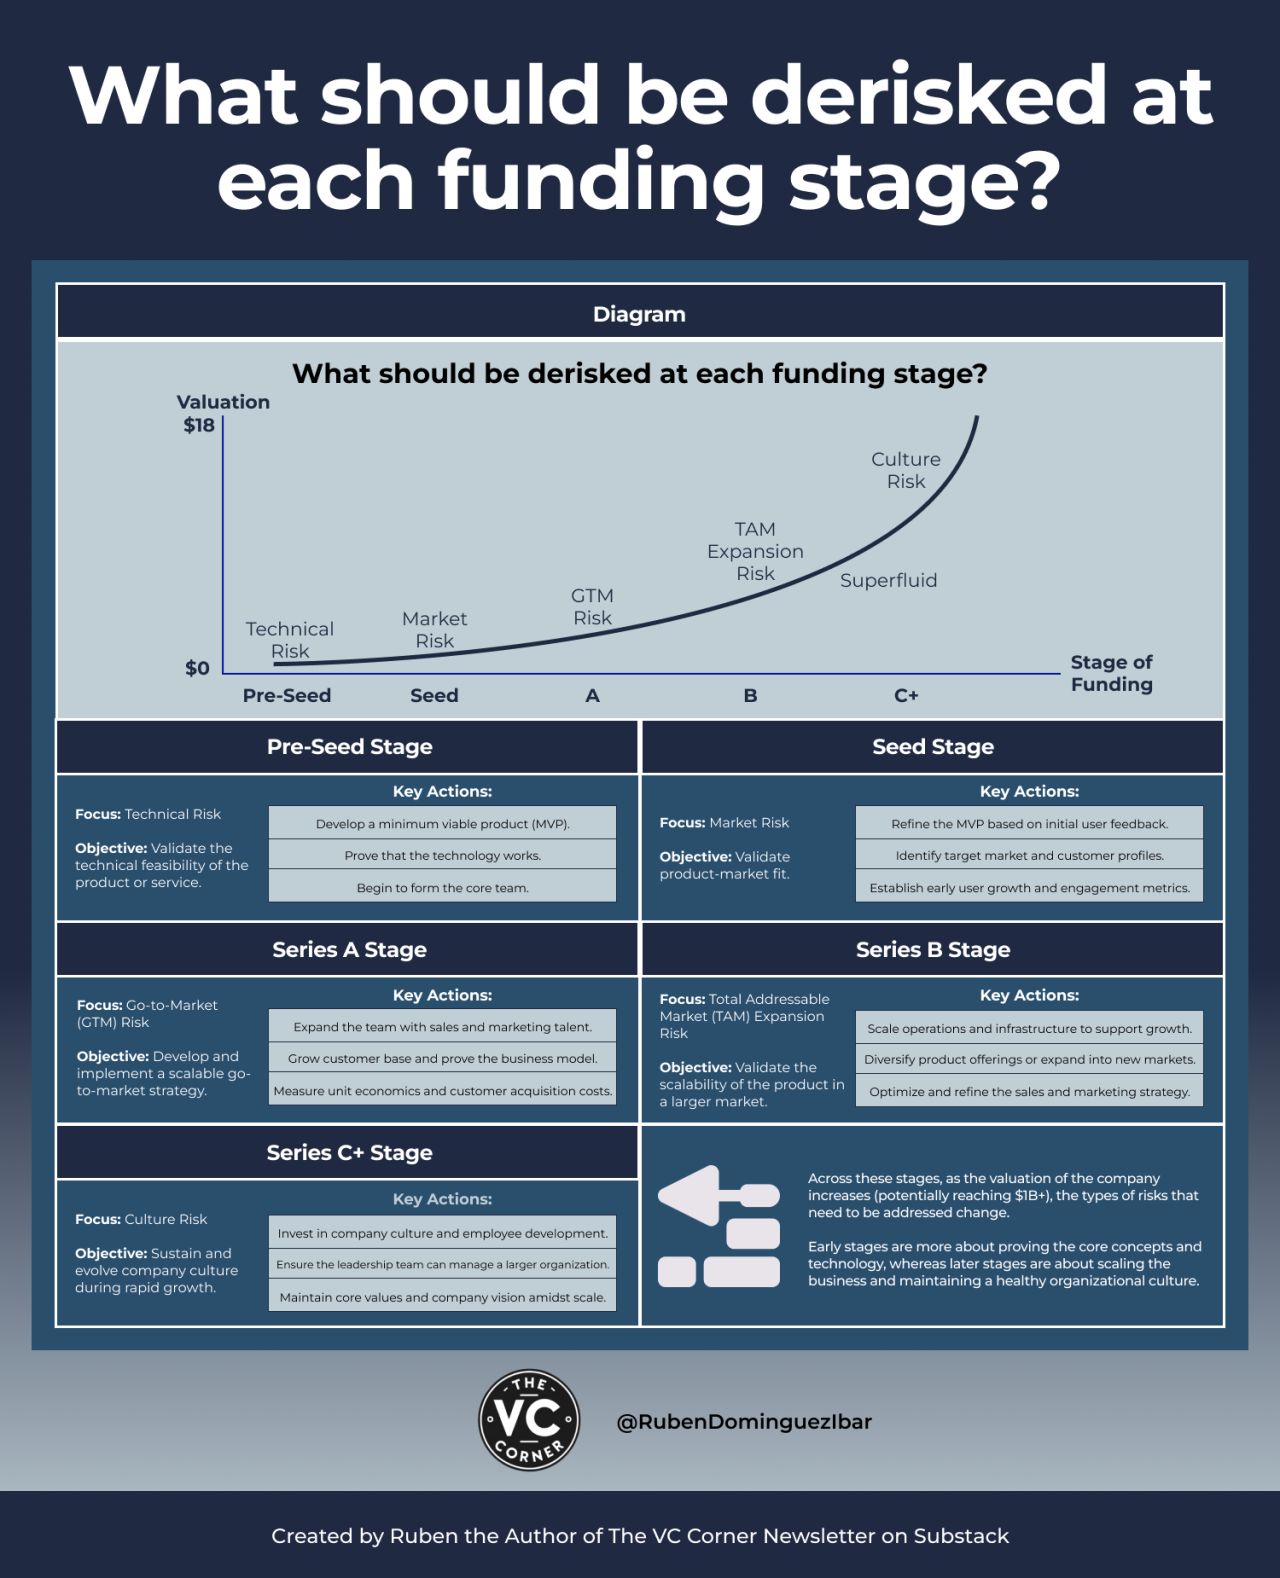 What should be derisked at
each funding stage?
Diagram
What should be derisked at each funding stage?
Valuation
$18
Culture
Risk
TAM
Expansion
Risk
Superfluid
GTM
Risk
Market
Risk
Technical
Risk
$0
Stage of
Funding
Pre-Seed
Seed
A
B
C+
Pre-Seed Stage
Focus: Technical Risk
Objective: Validate the
technical feasibility of the
product or service.
Key Actions:
Develop a minimum viable product (MVP).
Prove that the technology works.
Begin to form the core team.
Seed Stage
Focus: Market Risk
Objective: Validate
product-market fit.
Key Actions:
Refine the MVP based on initial user feedback.
Identify target market and customer profiles.
Establish early user growth and engagement metrics.
Series A Stage
Focus: Go-to-Market
(GTM) Risk
Objective: Develop and
implement a scalable go-
to-market strategy.
Key Actions:
Expand the team with sales and marketing talent.
Grow customer base and prove the business model.
Measure unit economics and customer acquisition costs.
Series B Stage
Focus: Total Addressable
Market (TAM) Expansion
Risk
Objective: Validate the
scalability of the product in
a larger market.
Key Actions:
Scale operations and infrastructure to support growth.
Diversify product offerings or expand into new markets.
Optimize and refine the sales and marketing strategy.
Series C+ Stage
Focus: Culture Risk
Objective: Sustain and
evolve company culture
during rapid growth.
Key Actions:
Invest in company culture and employee development.
Ensure the leadership team can manage a larger organization.
Maintain core values and company vision amidst scale.
Across these stages, as the valuation of the company
increases (potentially reaching $1B+), the types of risks that
need to be addressed change.
Early stages are more about proving the core concepts and
technology, whereas later stages are about scaling the
business and maintaining a healthy organizational culture.
THE
VC
CORNER
@RubenDominguezIbar
Created by Ruben the Author of The VC Corner Newsletter on Substack